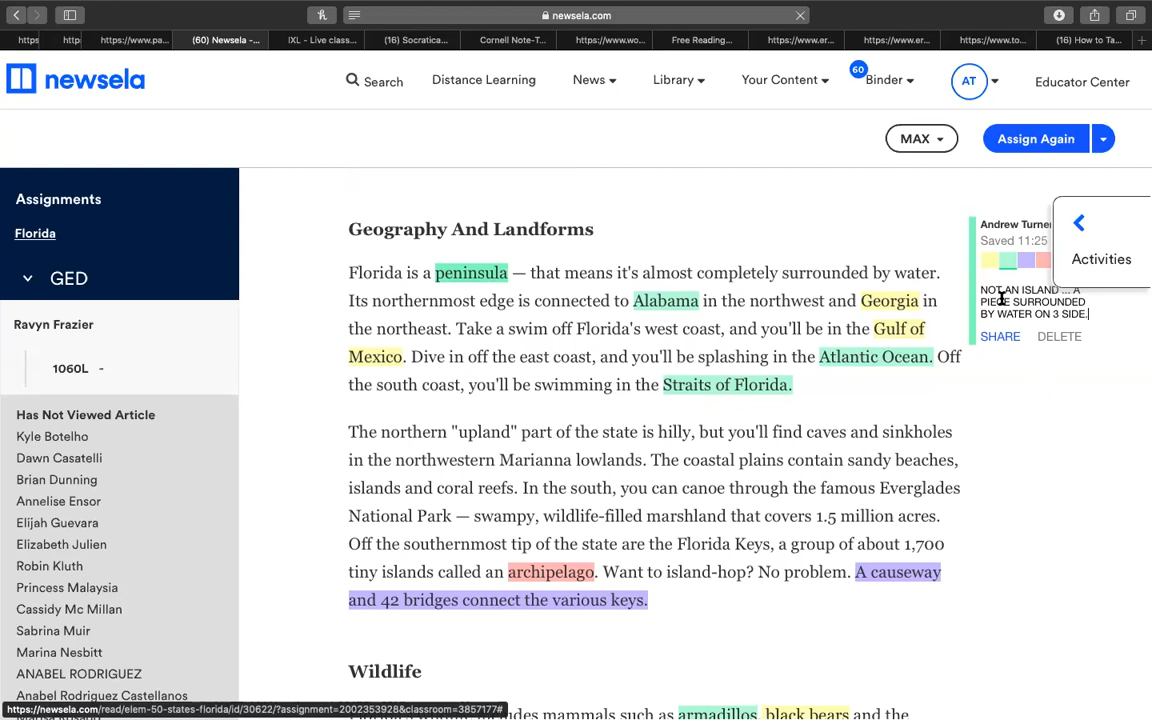 newsela.com
https
http
https://www.pa...
(60) Newsela -...
IXL - Live class...
(16) Socratica...
Cornell Note-T...
https://www.wo...
Free Reading...
https://www.er...
https://www.er...
https://www.to...
(16) How to Ta...
newsela
Search
Distance Learning
News
Library
Your Content
60
Binder
AT
Educator Center
MAX
Assign Again
Assignments
Florida
GED
Ravyn Frazier
1060L -
Has Not Viewed Article
Kyle Botelho
Dawn Casatelli
Brian Dunning
Annelise Ensor
Elijah Guevara
Elizabeth Julien
Robin Kluth
Princess Malaysia
Cassidy Mc Millan
Sabrina Muir
Marina Nesbitt
ANABEL RODRIGUEZ
Anabel Rodriguez Castellanos
https://newsela.com/read/elem-50-states-florida/id/30622/?assignment=2002353928&classroom=3857177#
Geography And Landforms
Florida is a peninsula — that means it's almost completely surrounded by water.
Its northernmost edge is connected to Alabama in the northwest and Georgia in
the northeast. Take a swim off Florida's west coast, and you'll be in the Gulf of
Mexico. Dive in off the east coast, and you'll be splashing in the Atlantic Ocean. Off
the south coast, you'll be swimming in the Straits of Florida.
The northern "upland" part of the state is hilly, but you'll find caves and sinkholes
in the northwestern Marianna lowlands. The coastal plains contain sandy beaches,
islands and coral reefs. In the south, you can canoe through the famous Everglades
National Park — swampy, wildlife-filled marshland that covers 1.5 million acres.
Off the southernmost tip of the state are the Florida Keys, a group of about 1,700
tiny islands called an archipelago. Want to island-hop? No problem. A causeway
and 42 bridges connect the various keys.
Wildlife
Florida's wildlife includes mammals such as armadillos, black bears and the
Andrew Turne
Saved 11:25
NOT AN ISLAND ... A
PIECE SURROUNDED
BY WATER ON 3 SIDE.
SHARE DELETE
Activities